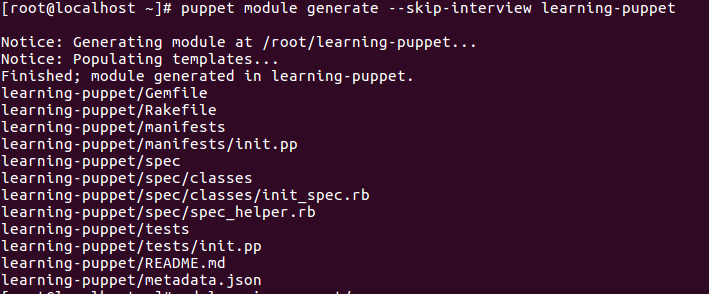 [root@localhost ~]# puppet module generate --skip-interview learning-puppet
Notice: Generating module at /root/learning-puppet...
Notice: Populating templates...
Finished; module generated in learning-puppet.
learning-puppet/Gemfile
learning-puppet/Rakefile
learning-puppet/manifests
learning-puppet/manifests/init.pp
learning-puppet/spec
learning-puppet/spec/classes
learning-puppet/spec/classes/init_spec.rb
learning-puppet/spec/spec_helper.rb
learning-puppet/tests
learning-puppet/tests/init.pp
learning-puppet/README.md
learning-puppet/metadata.json